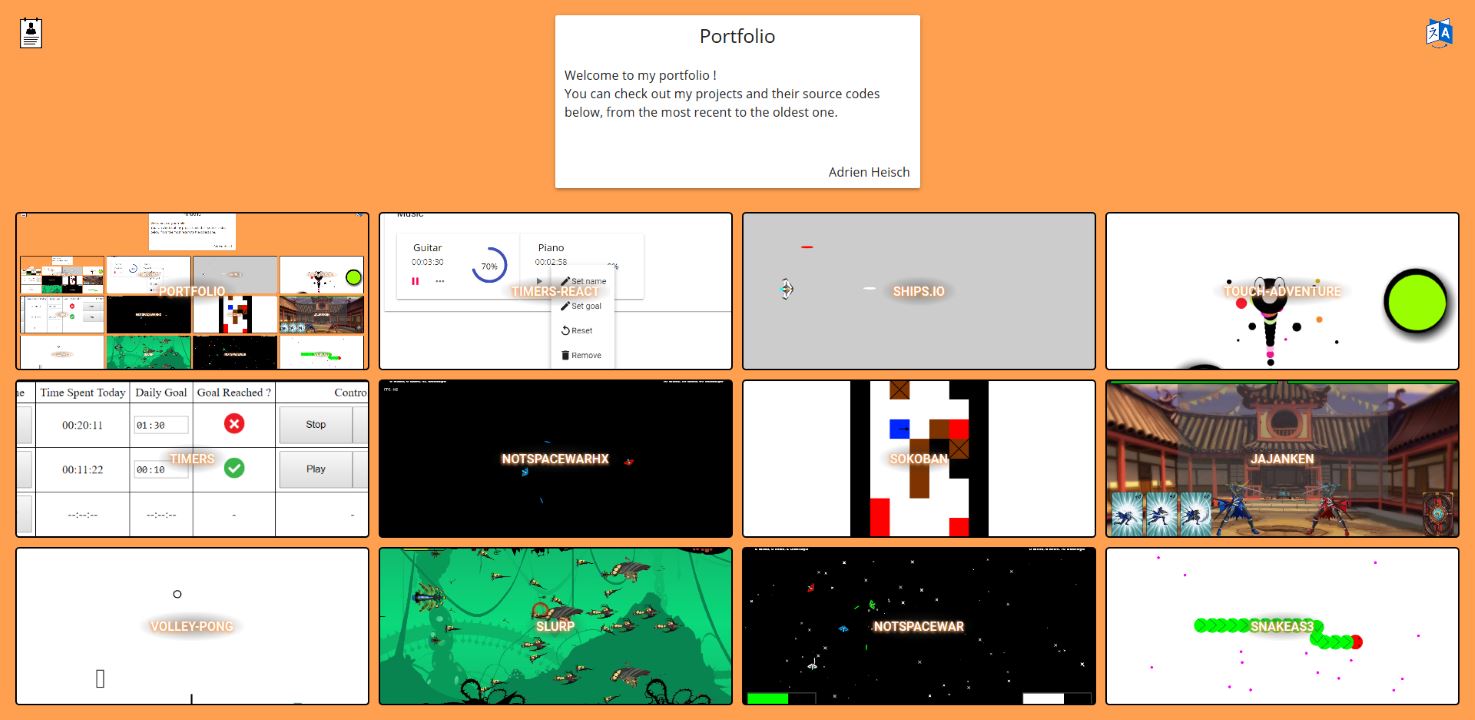 Portfolio
Welcome to my portfolio !
You can check out my projects and their source codes
below, from the most recent to the oldest one.
Adrien Heisch
PORTFOLIO
Music
Guitar
00:03:30
70%
Piano
00:02:58
0%
Set name
Set goal
Reset
Remove
TIMERS-REACT
SHIPS.IO
TOUCH-ADVENTURE
Time Spent Today
Daily Goal
Goal Reached ?
Contro
00:20:11
01:30
Stop
00:11:22
00:10
Play
--:--:--
--:--:--
-
-
TIMERS
NOTSPACEWARHX
SOKOBAN
JAJANKEN
VOLLEY-PONG
SLURP
NOTSPACEWAR
SNAKEAS3